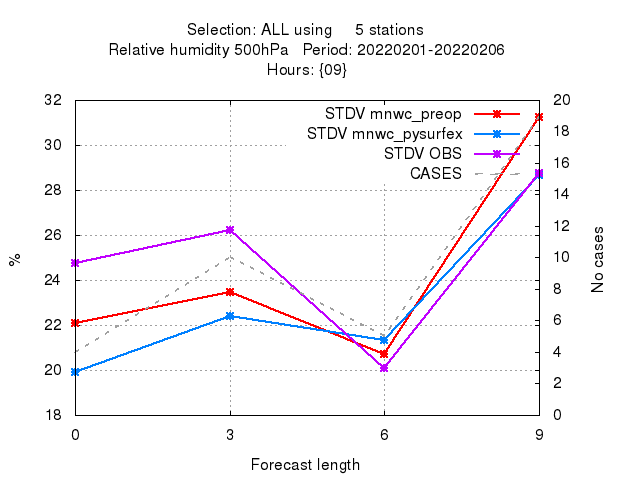 Selection: ALL using 5 stations
Relative humidity 500hPa Period: 20220201-20220206
Hours: {09}
STDV mnwc_preop
STDV mnwc_pysurfex
STDV OBS
CASES
32
30
28
26
24
22
20
18
%
20
18
16
14
12
10
8
6
4
2
0
No cases
0 3 6 9
Forecast length